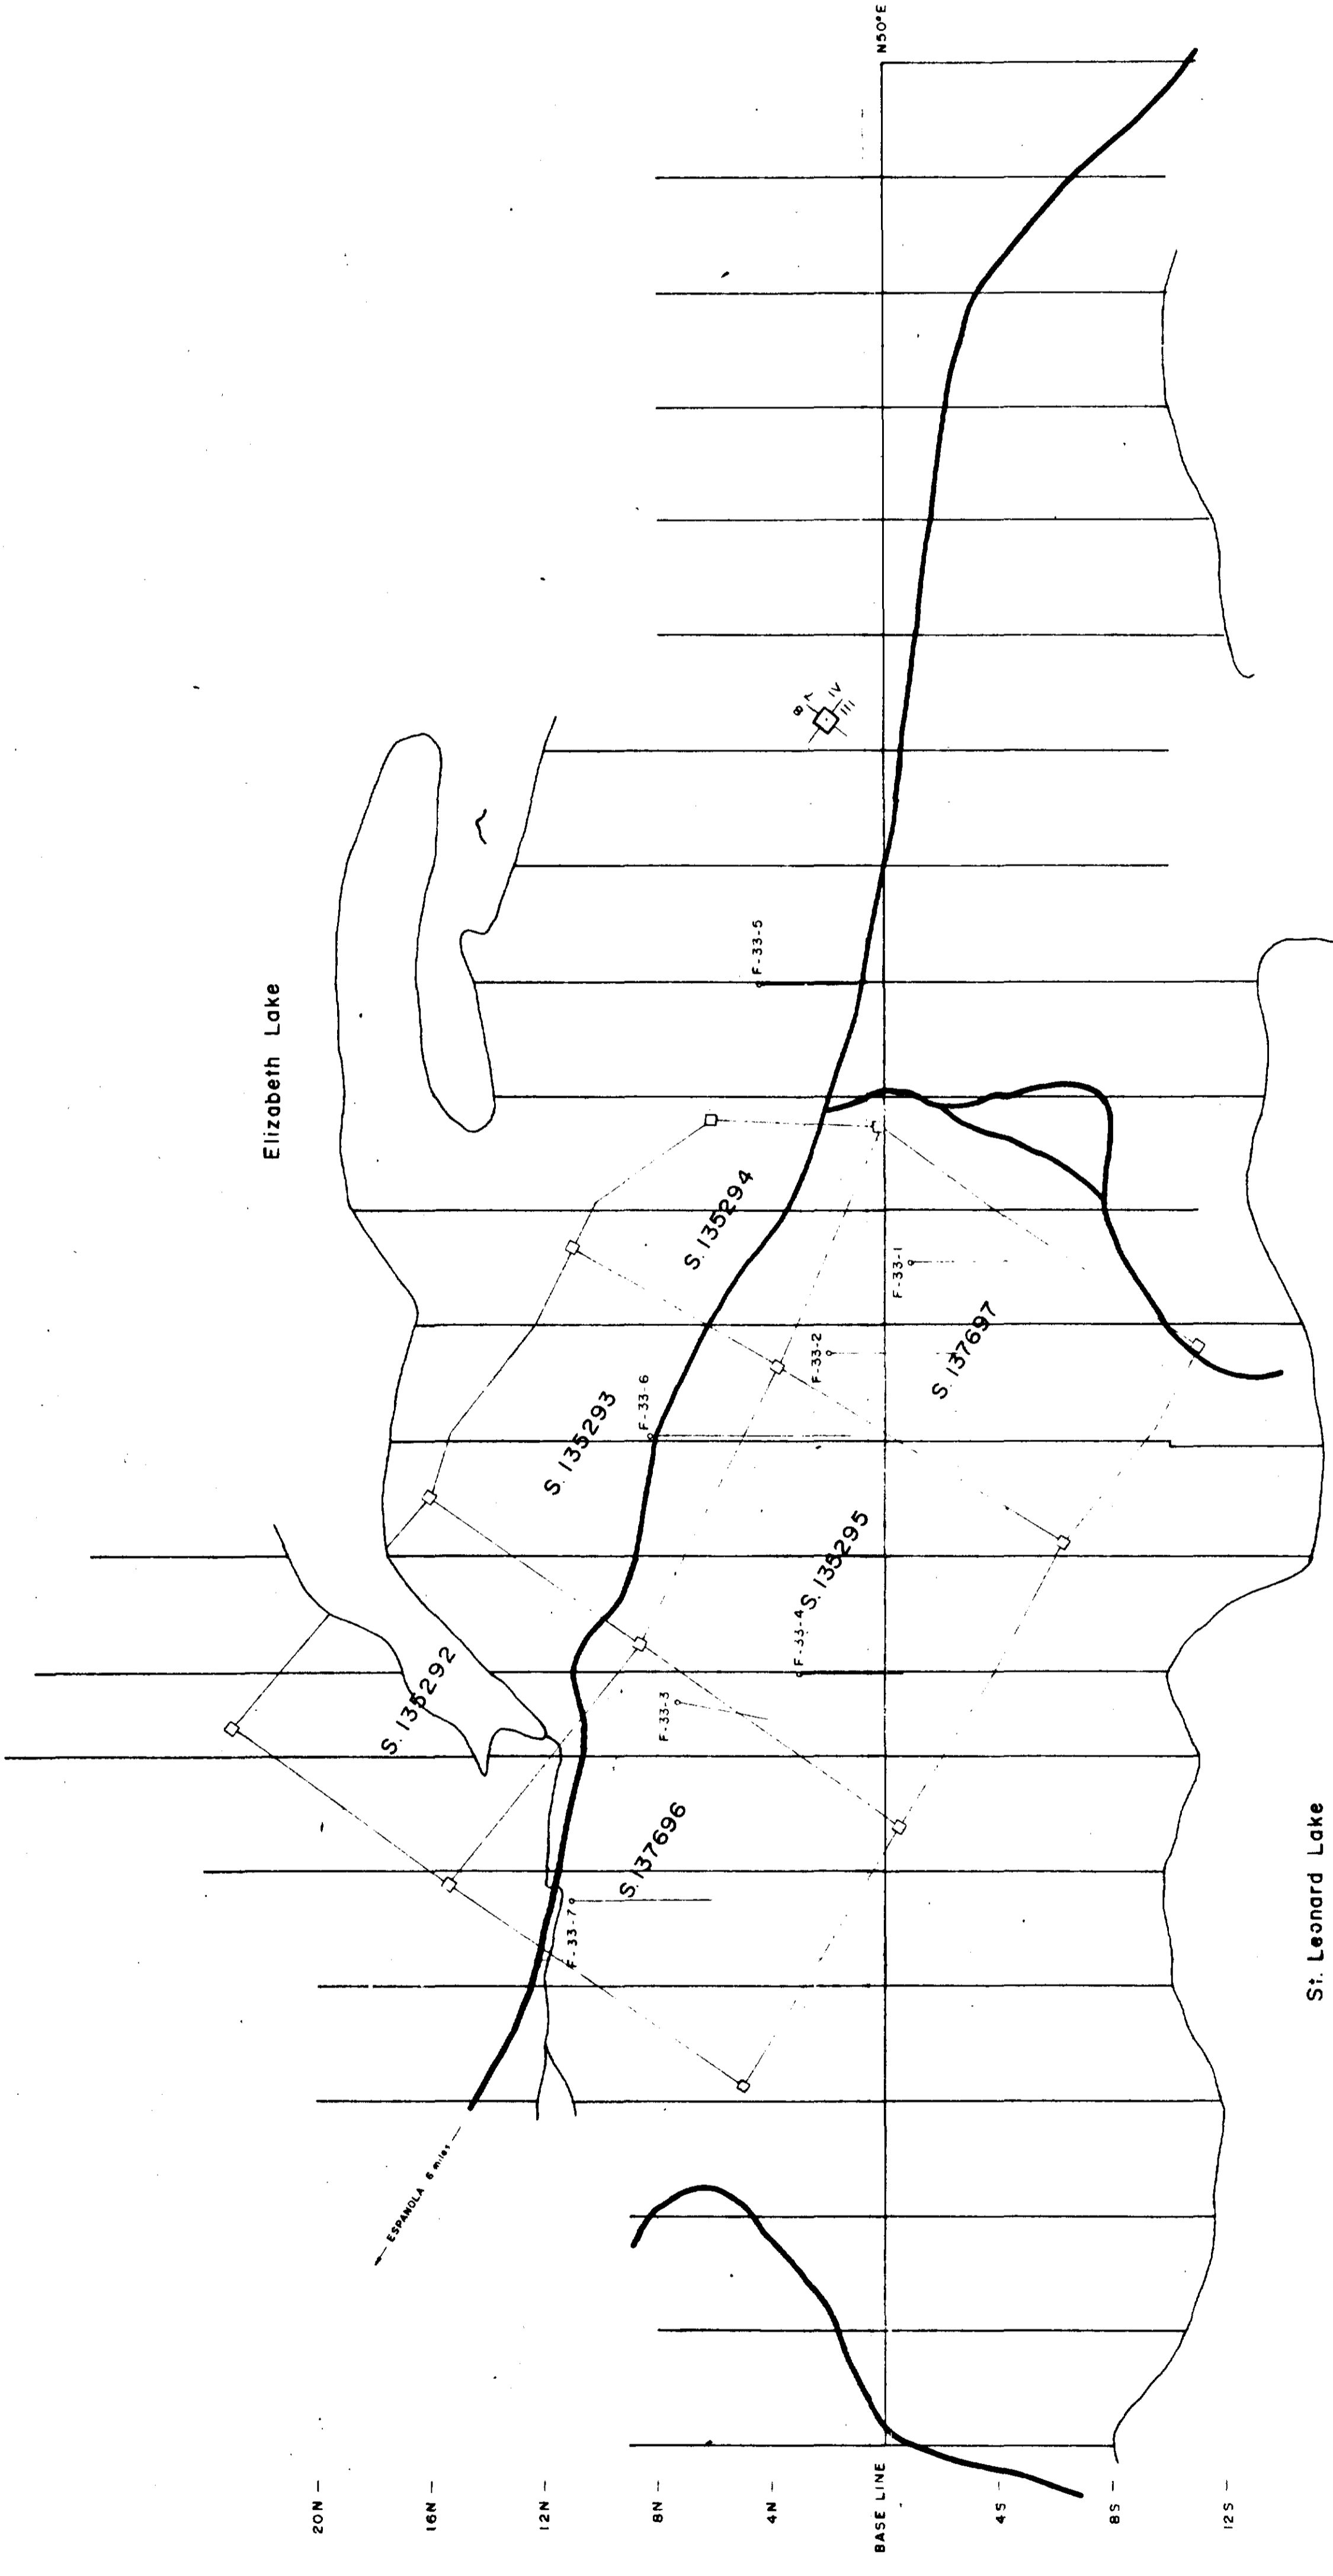 Elizabeth Lake
N50°E
F-33-5
VIII
IV
III
S. 135294
F-33-1
F-33-2
S. 137697
F-33-6
S. 135293
S. 135295
F-33-4
S. 135292
F-33-3
S. 137696
F-33-7
ESPANOLA 6 miles
St. Leonard Lake
20N
16N
12N
8N
4N
BASE LINE
4S
8S
12S